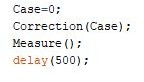 Case=0;
Correction(Case);
Measure();
delay(500);